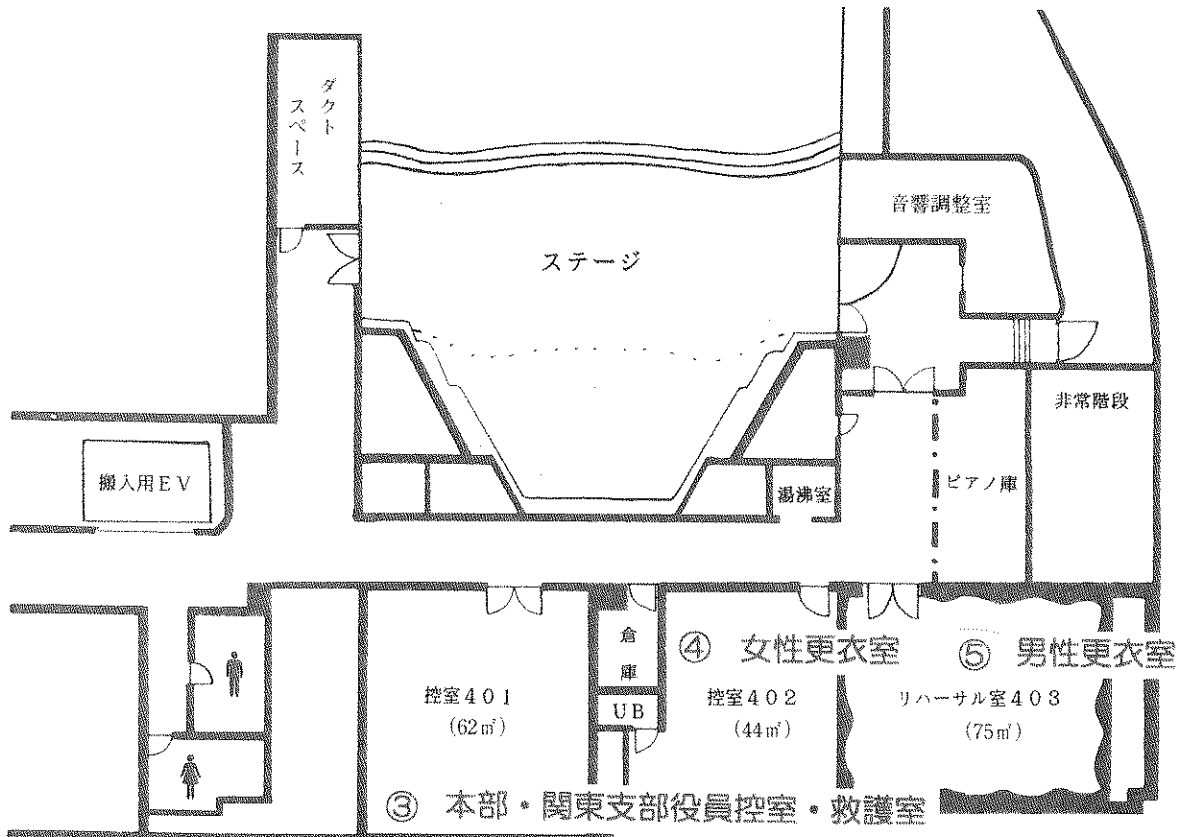 ダクト
スペース
音響調整室
ステージ
非常階段
搬入用EV
湯沸室
ピアノ庫
倉庫
④ 女性更衣室
⑤ 男性更衣室
控室401
(62㎡)
UB
控室402
(44㎡)
リハーサル室403
(75㎡)
③ 本部・関東支部役員控室・救護室